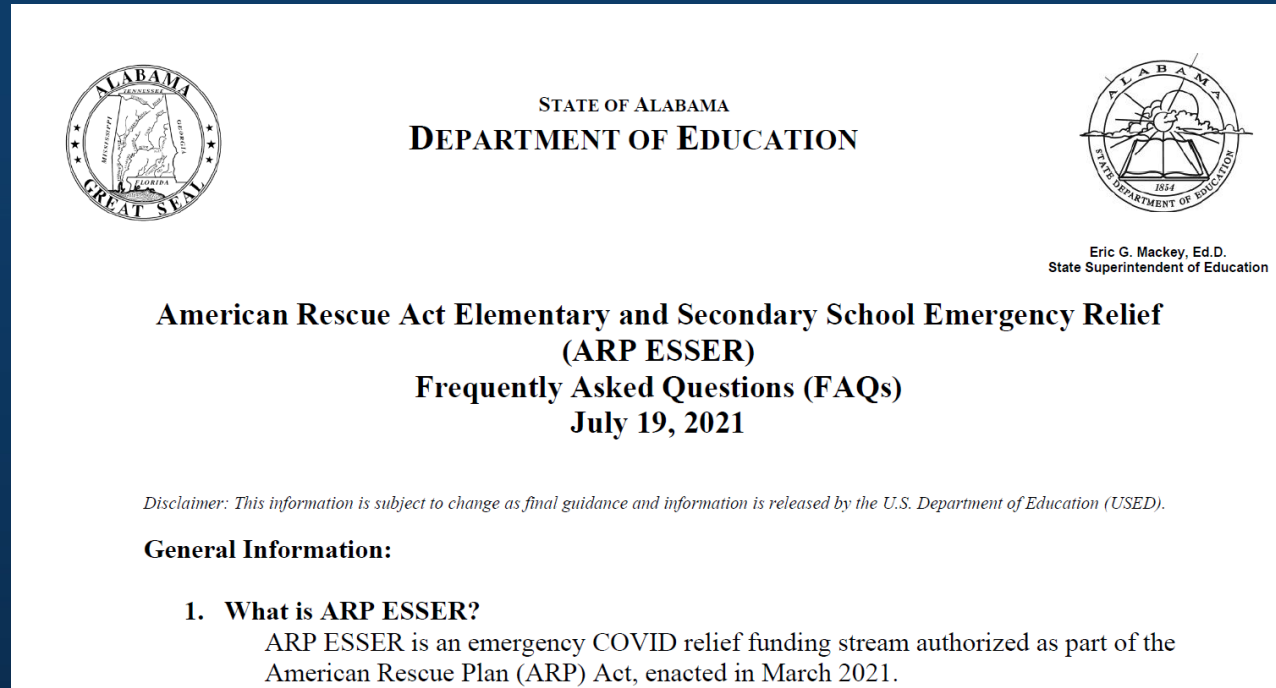 ALABAMA
TENNESSEE
MISSISSIPPI
GEORGIA
FLORIDA
GREAT SEAL
STATE OF ALABAMA
DEPARTMENT OF EDUCATION
ALABAMA
1854
STATE DEPARTMENT OF EDUCATION
Eric G. Mackey, Ed.D.
State Superintendent of Education
American Rescue Act Elementary and Secondary School Emergency Relief
(ARP ESSER)
Frequently Asked Questions (FAQs)
July 19, 2021
Disclaimer: This information is subject to change as final guidance and information is released by the U.S. Department of Education (USED).
General Information:
1. What is ARP ESSER?
ARP ESSER is an emergency COVID relief funding stream authorized as part of the
American Rescue Plan (ARP) Act, enacted in March 2021.